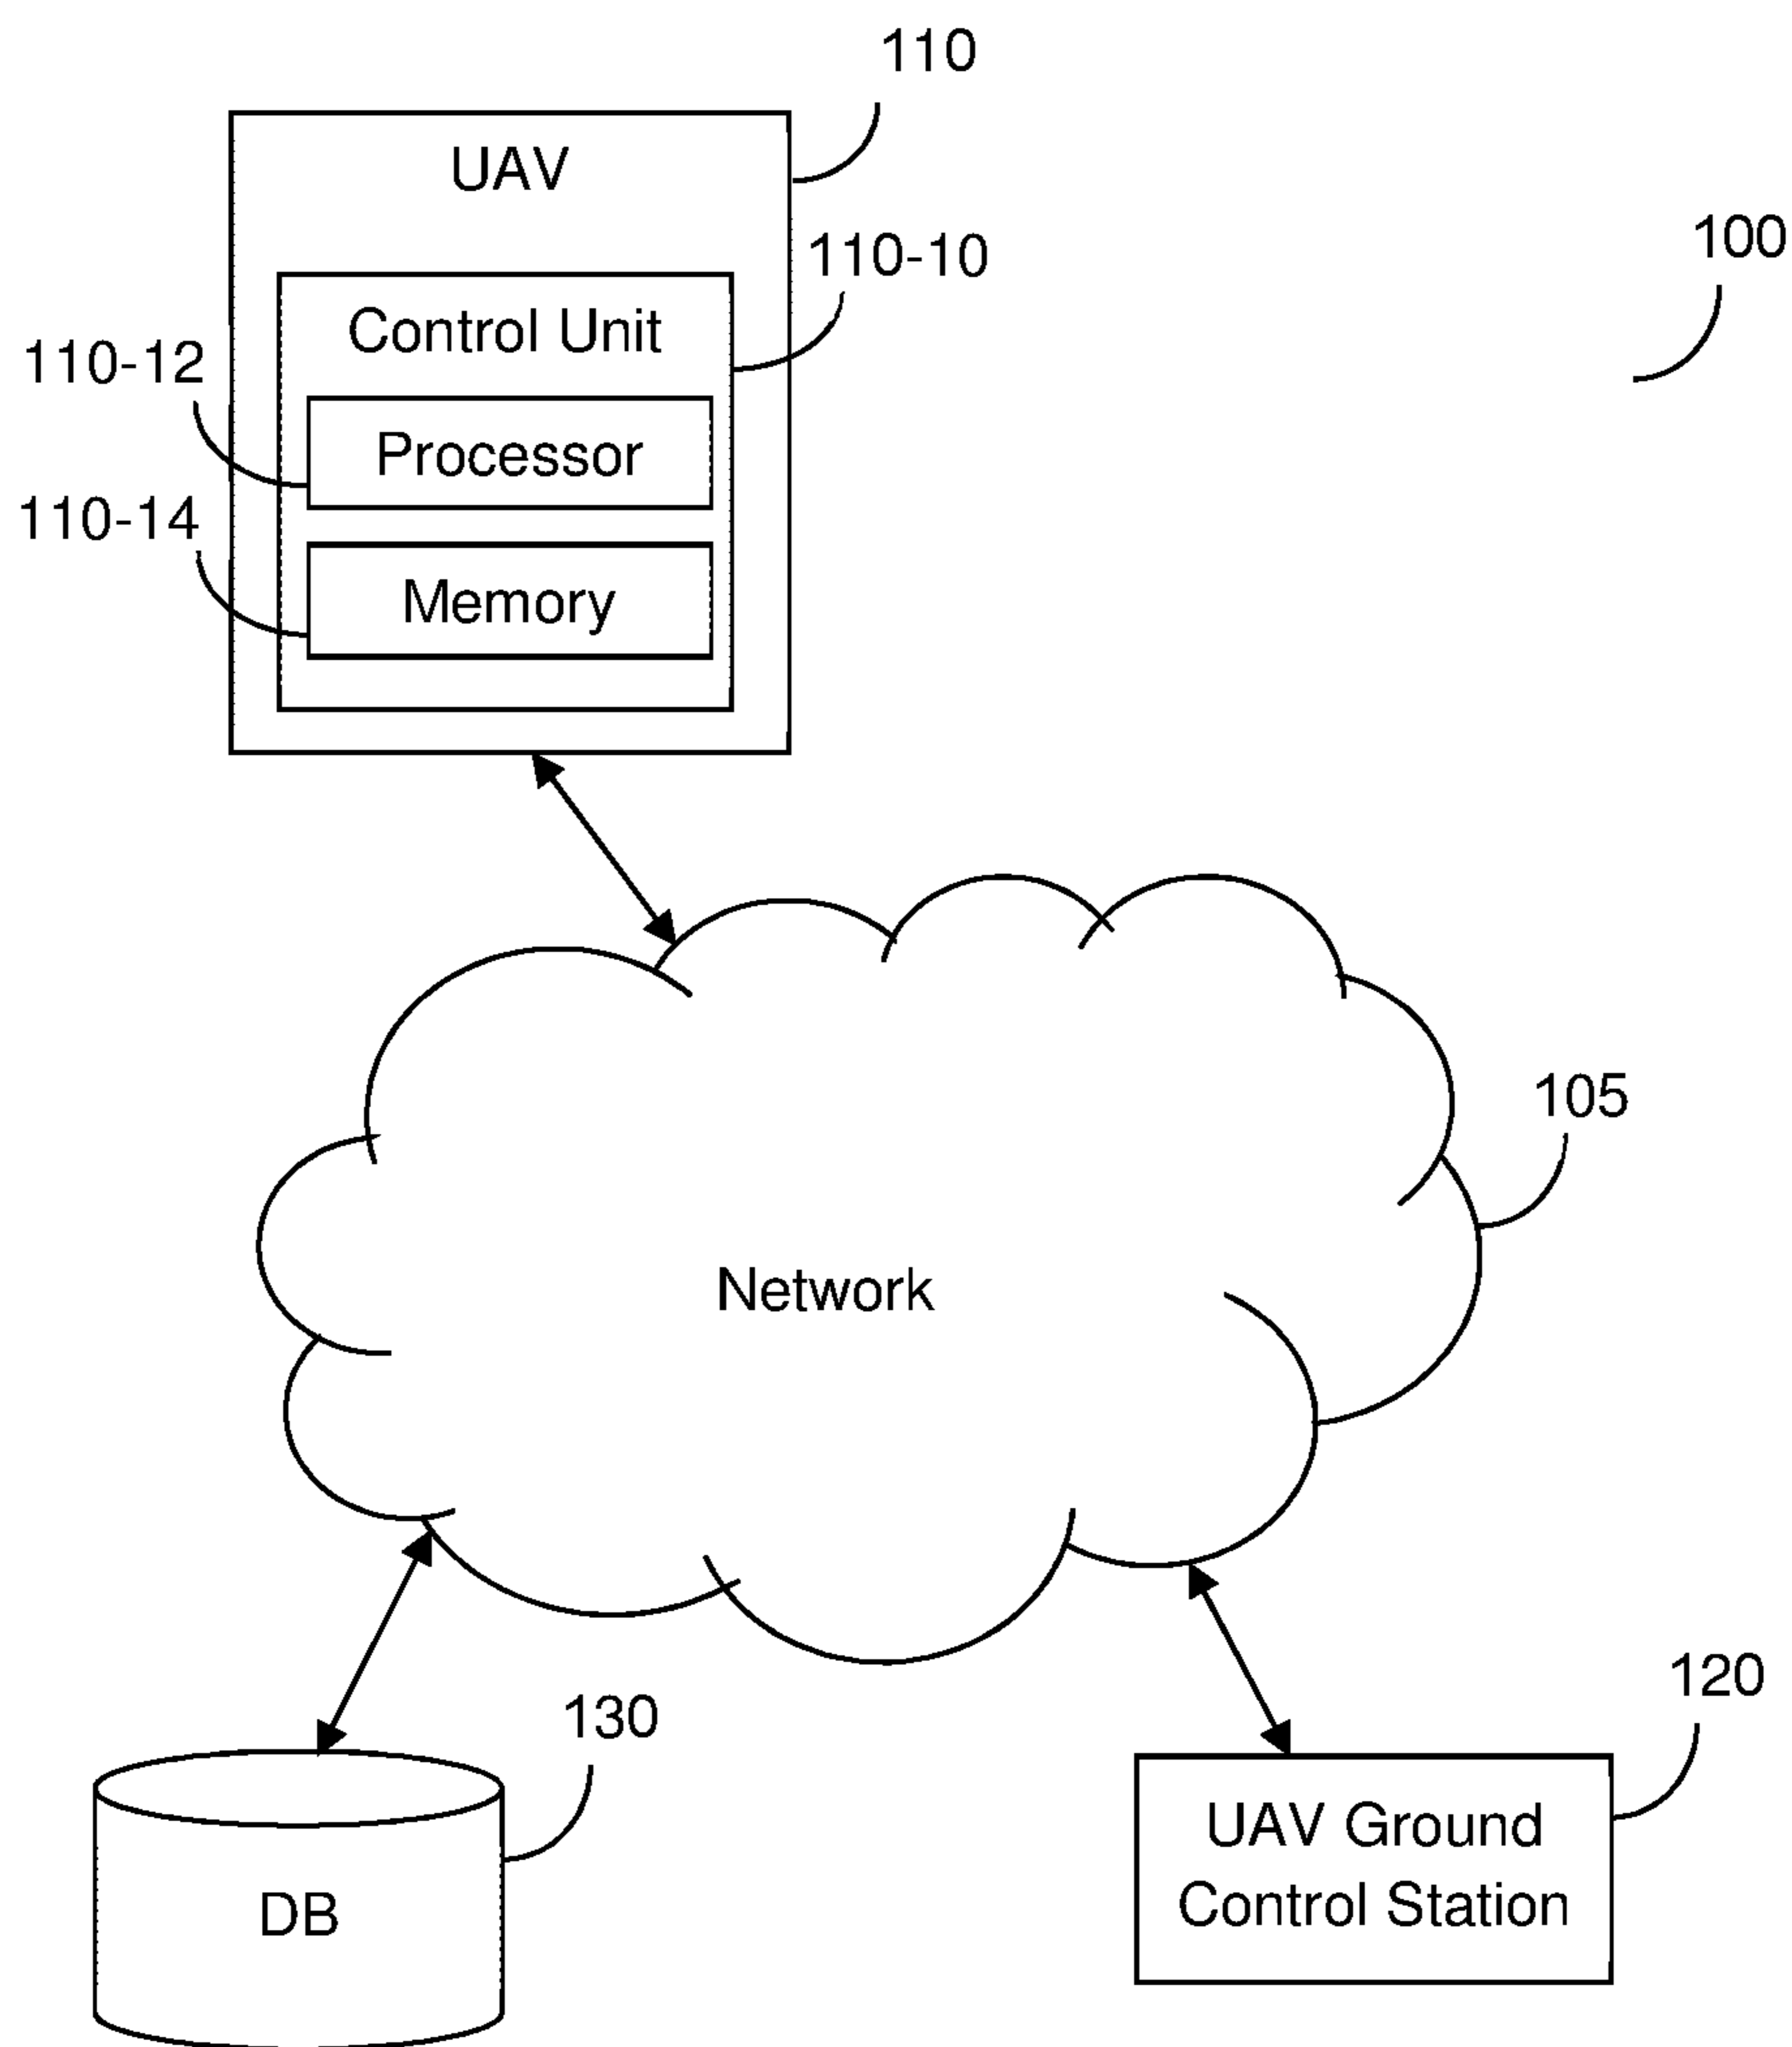 110
UAV
100
110-10
Control Unit
110-12
Processor
110-14
Memory
105
Network
120
130
UAV Ground
Control Station
DB